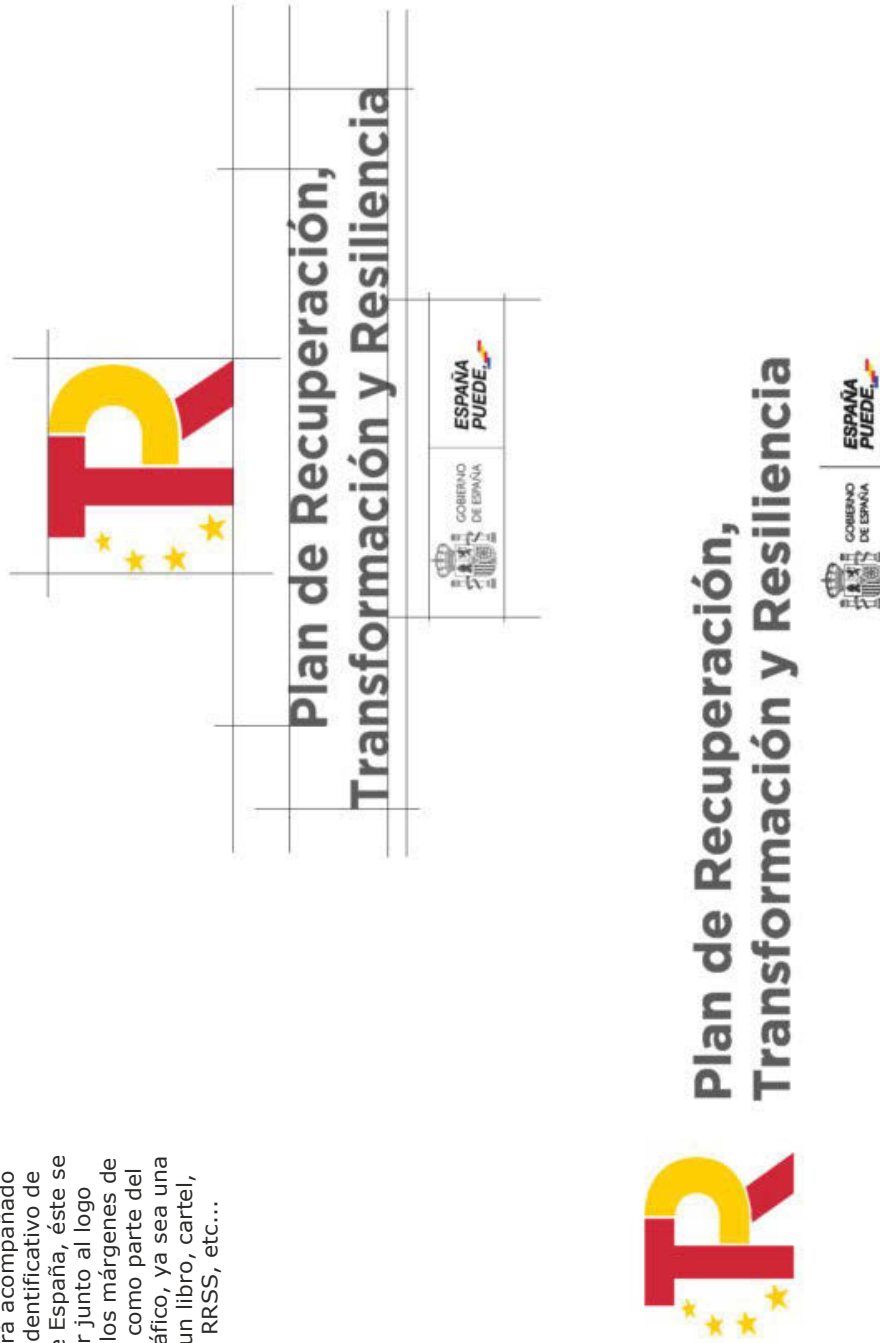 rá acompañado
dentificativo de
e España, éste se
r junto al logo
los márgenes de
como parte del
áfico, ya sea una
un libro, cartel,
RRSS, etc...
Plan de Recuperación,
Transformación y Resiliencia
GOBIERNO
DE ESPAÑA
ESPAÑA
PUEDE
Plan de Recuperación,
Transformación y Resiliencia
GOBIERNO
DE ESPAÑA
ESPAÑA
PUEDE